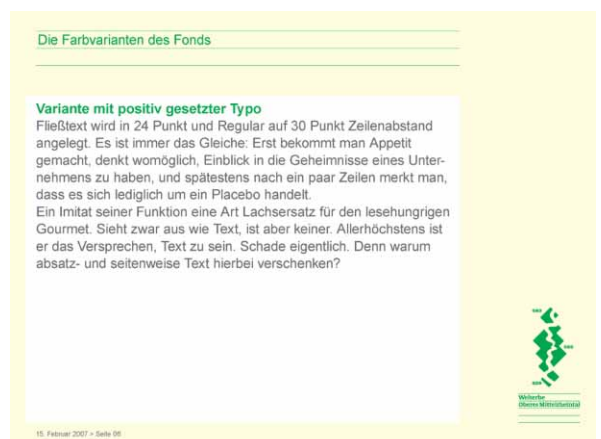 Die Farbvarianten des Fonds
Variante mit positiv gesetzter Typo
Fließtext wird in 24 Punkt und Regular auf 30 Punkt Zeilenabstand
angelegt. Es ist immer das Gleiche: Erst bekommt man Appetit
gemacht, denkt womöglich, Einblick in die Geheimnisse eines Unter-
nehmens zu haben, und spätestens nach ein paar Zeilen merkt man,
dass es sich lediglich um ein Placebo handelt.
Ein Imitat seiner Funktion eine Art Lachsersatz für den lesehungrigen
Gourmet. Sieht zwar aus wie Text, ist aber keiner. Allerhöchstens ist
er das Versprechen, Text zu sein. Schade eigentlich. Denn warum
absatz- und seitenweise Text hierbei verschenken?
Welterbe
Oberes Mittelrheintal
15. Februar 2007 > Seite 06